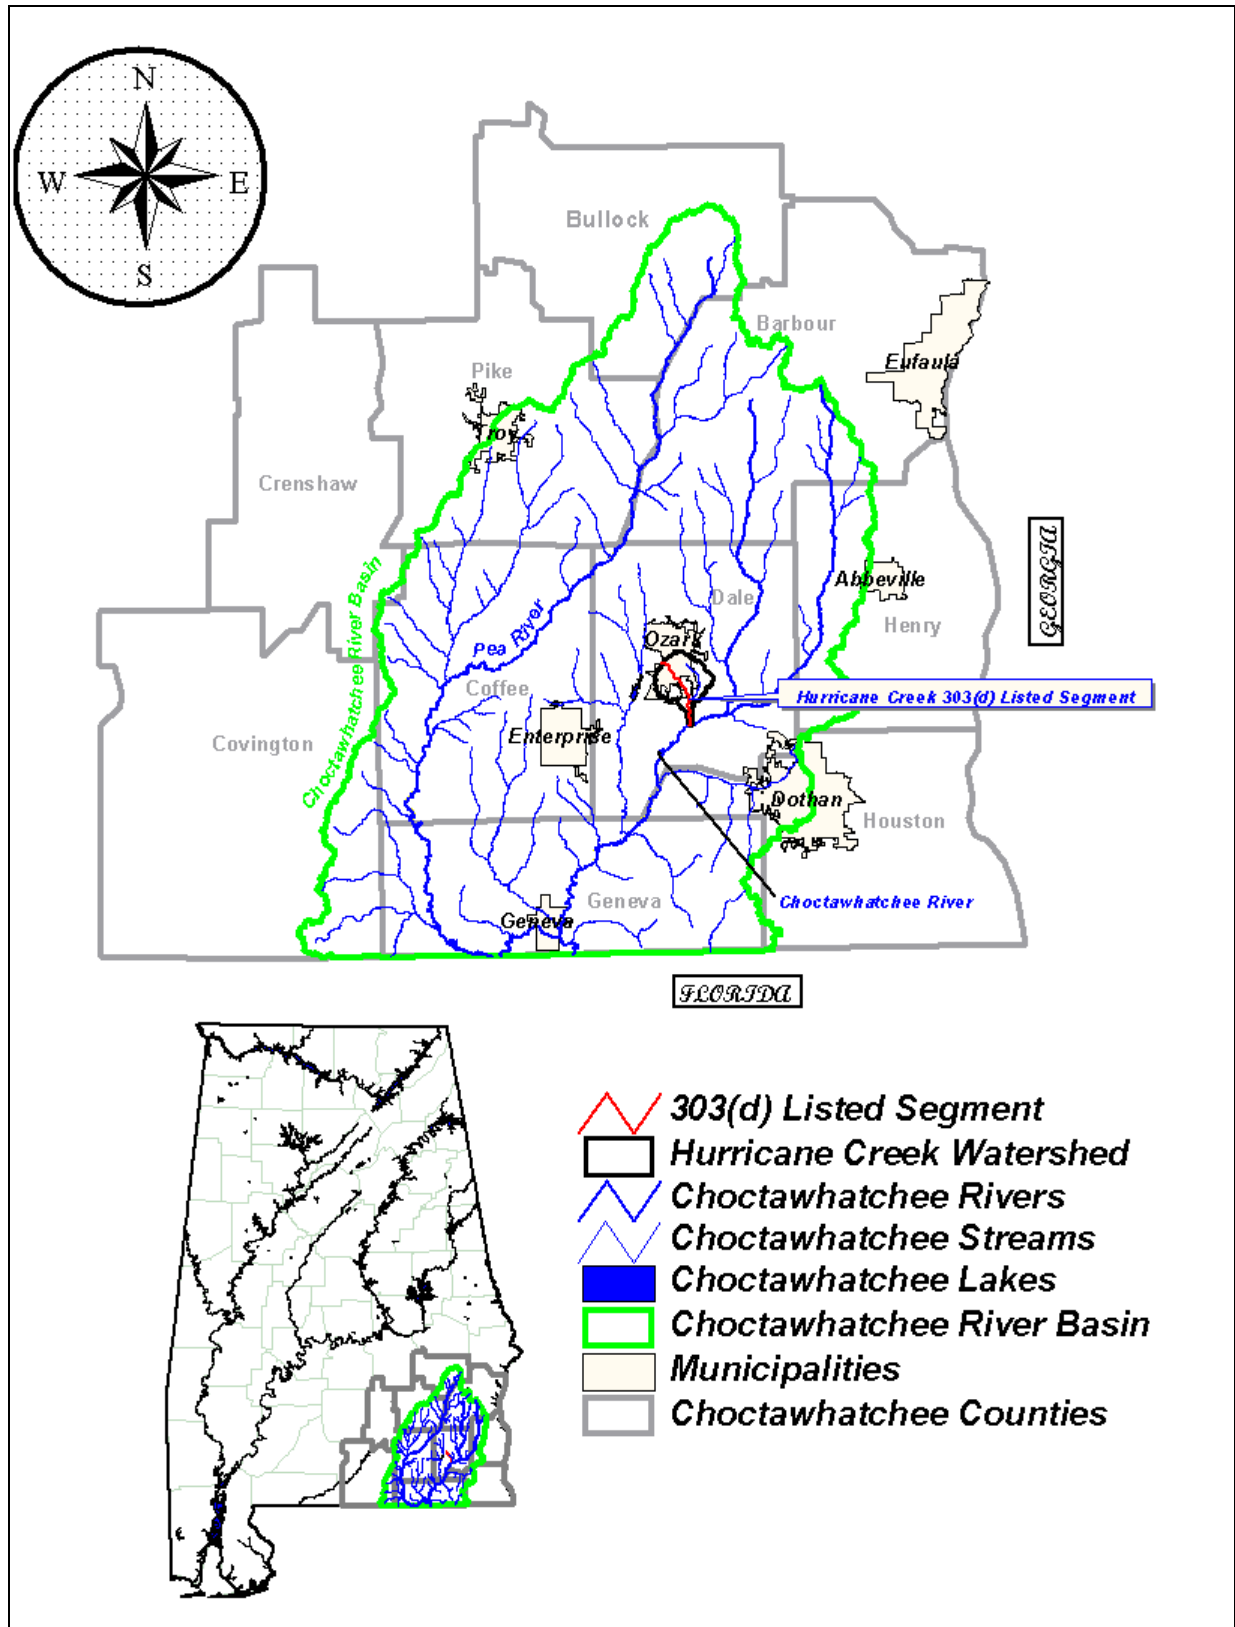 N
W
E
S
Bullock
Barbour
Eufaula
Pike
Troy
Crenshaw
GEORGIA
Abbeville
Choctawhatchee River Basin
Dale
Henry
Pea River
Ozark
Coffee
Hurricane Creek 303(d) Listed Segment
Covington
Enterprise
Dothan
Houston
Geneva
Choctawhatchee River
Geneva
FLORIDA
303(d) Listed Segment
Hurricane Creek Watershed
Choctawhatchee Rivers
Choctawhatchee Streams
Choctawhatchee Lakes
Choctawhatchee River Basin
Municipalities
Choctawhatchee Counties